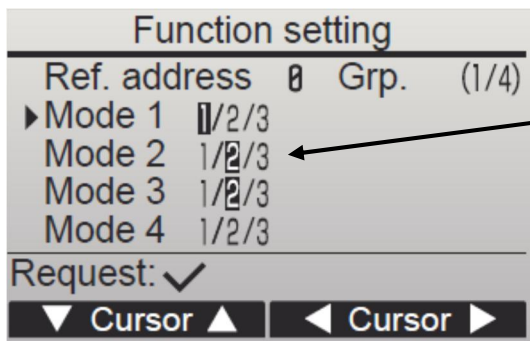 Function setting
Ref. address 0 Grp. (1/4)
▶Mode 1 1/2/3
Mode 2 1/2/3
Mode 3 1/2/3
Mode 4 1/2/3
Request: ✓
▼ Cursor ▲ ◀ Cursor ▶